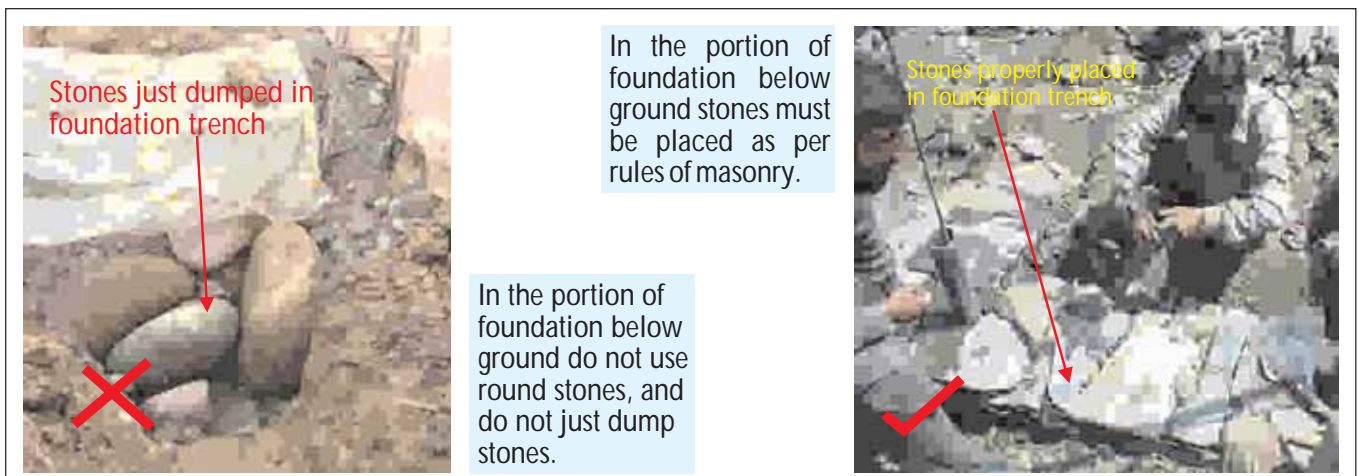 Stones just dumped in
foundation trench
In the portion of
foundation below
ground do not use
round stones, and
do not just dump
stones.
In the portion of
foundation below
ground stones must
be placed as per
rules of masonry.
Stones properly placed
in foundation trench